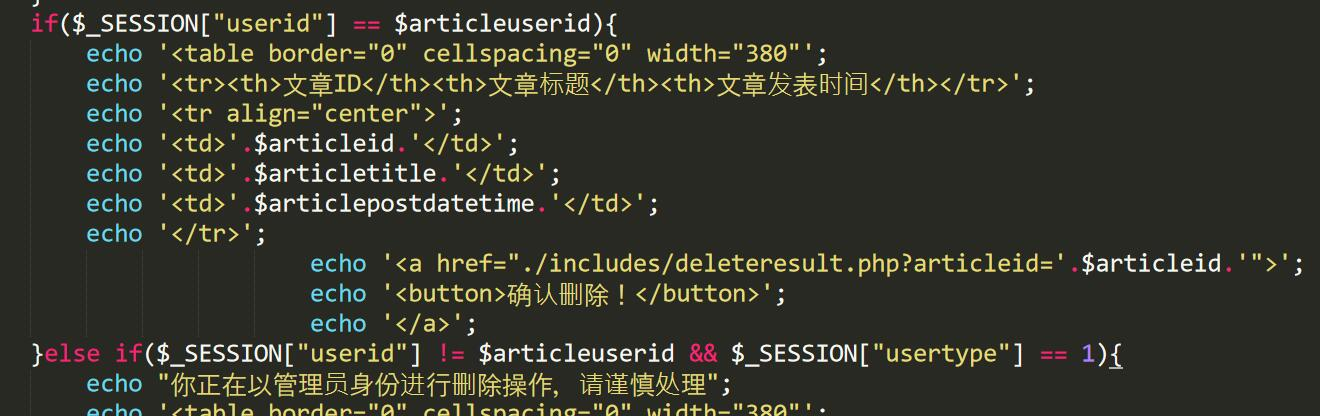 }
if($_SESSION["userid"] == $articleuserid){
echo '<table border="0" cellspacing="0" width="380"';
echo '<tr><th>文章ID</th><th>文章标题</th><th>文章发表时间</th></tr>';
echo '<tr align="center">';
echo '<td>'.$articleid.'</td>';
echo '<td>'.$articletitle.'</td>';
echo '<td>'.$articlepostdatetime.'</td>';
echo '</tr>';
echo '<a href="./includes/deleteresult.php?articleid='.$articleid.'">';
echo '<button>确认删除！</button>';
echo '</a>';
}else if($_SESSION["userid"] != $articleuserid && $_SESSION["usertype"] == 1){
echo "你正在以管理员身份进行删除操作，请谨慎处理";
echo '<table border="0" cellspacing="0" width="380"';